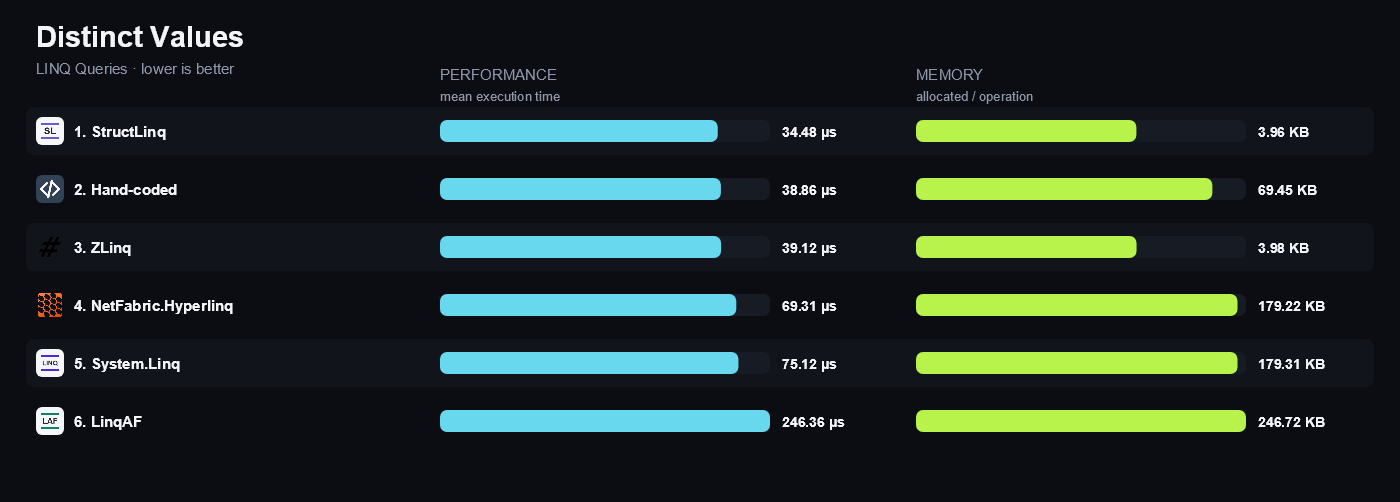 Distinct Values
LINQ Queries · lower is better
PERFORMANCE
mean execution time
MEMORY
allocated / operation
SL 1. StructLinq 34.48 µs 3.96 KB
</> 2. Hand-coded 38.86 µs 69.45 KB
# 3. ZLinq 39.12 µs 3.98 KB
4. NetFabric.Hyperlinq 69.31 µs 179.22 KB
LINQ 5. System.Linq 75.12 µs 179.31 KB
LAF 6. LinqAF 246.36 µs 246.72 KB